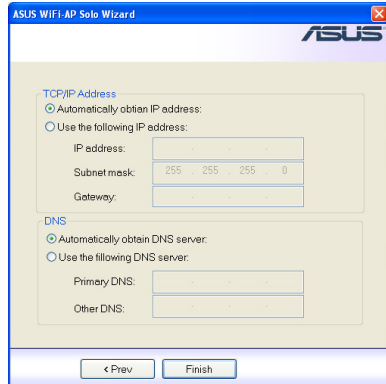 ASUS WiFi-AP Solo Wizard
ASUS
TCP/IP Address
Automatically obtian IP address:
Use the following IP address:
IP address:
Subnet mask: 255 . 255 . 255 . 0
Gateway:
DNS
Automatically obtain DNS server:
Use the fillowing DNS server:
Primary DNS:
Other DNS:
< Prev Finish